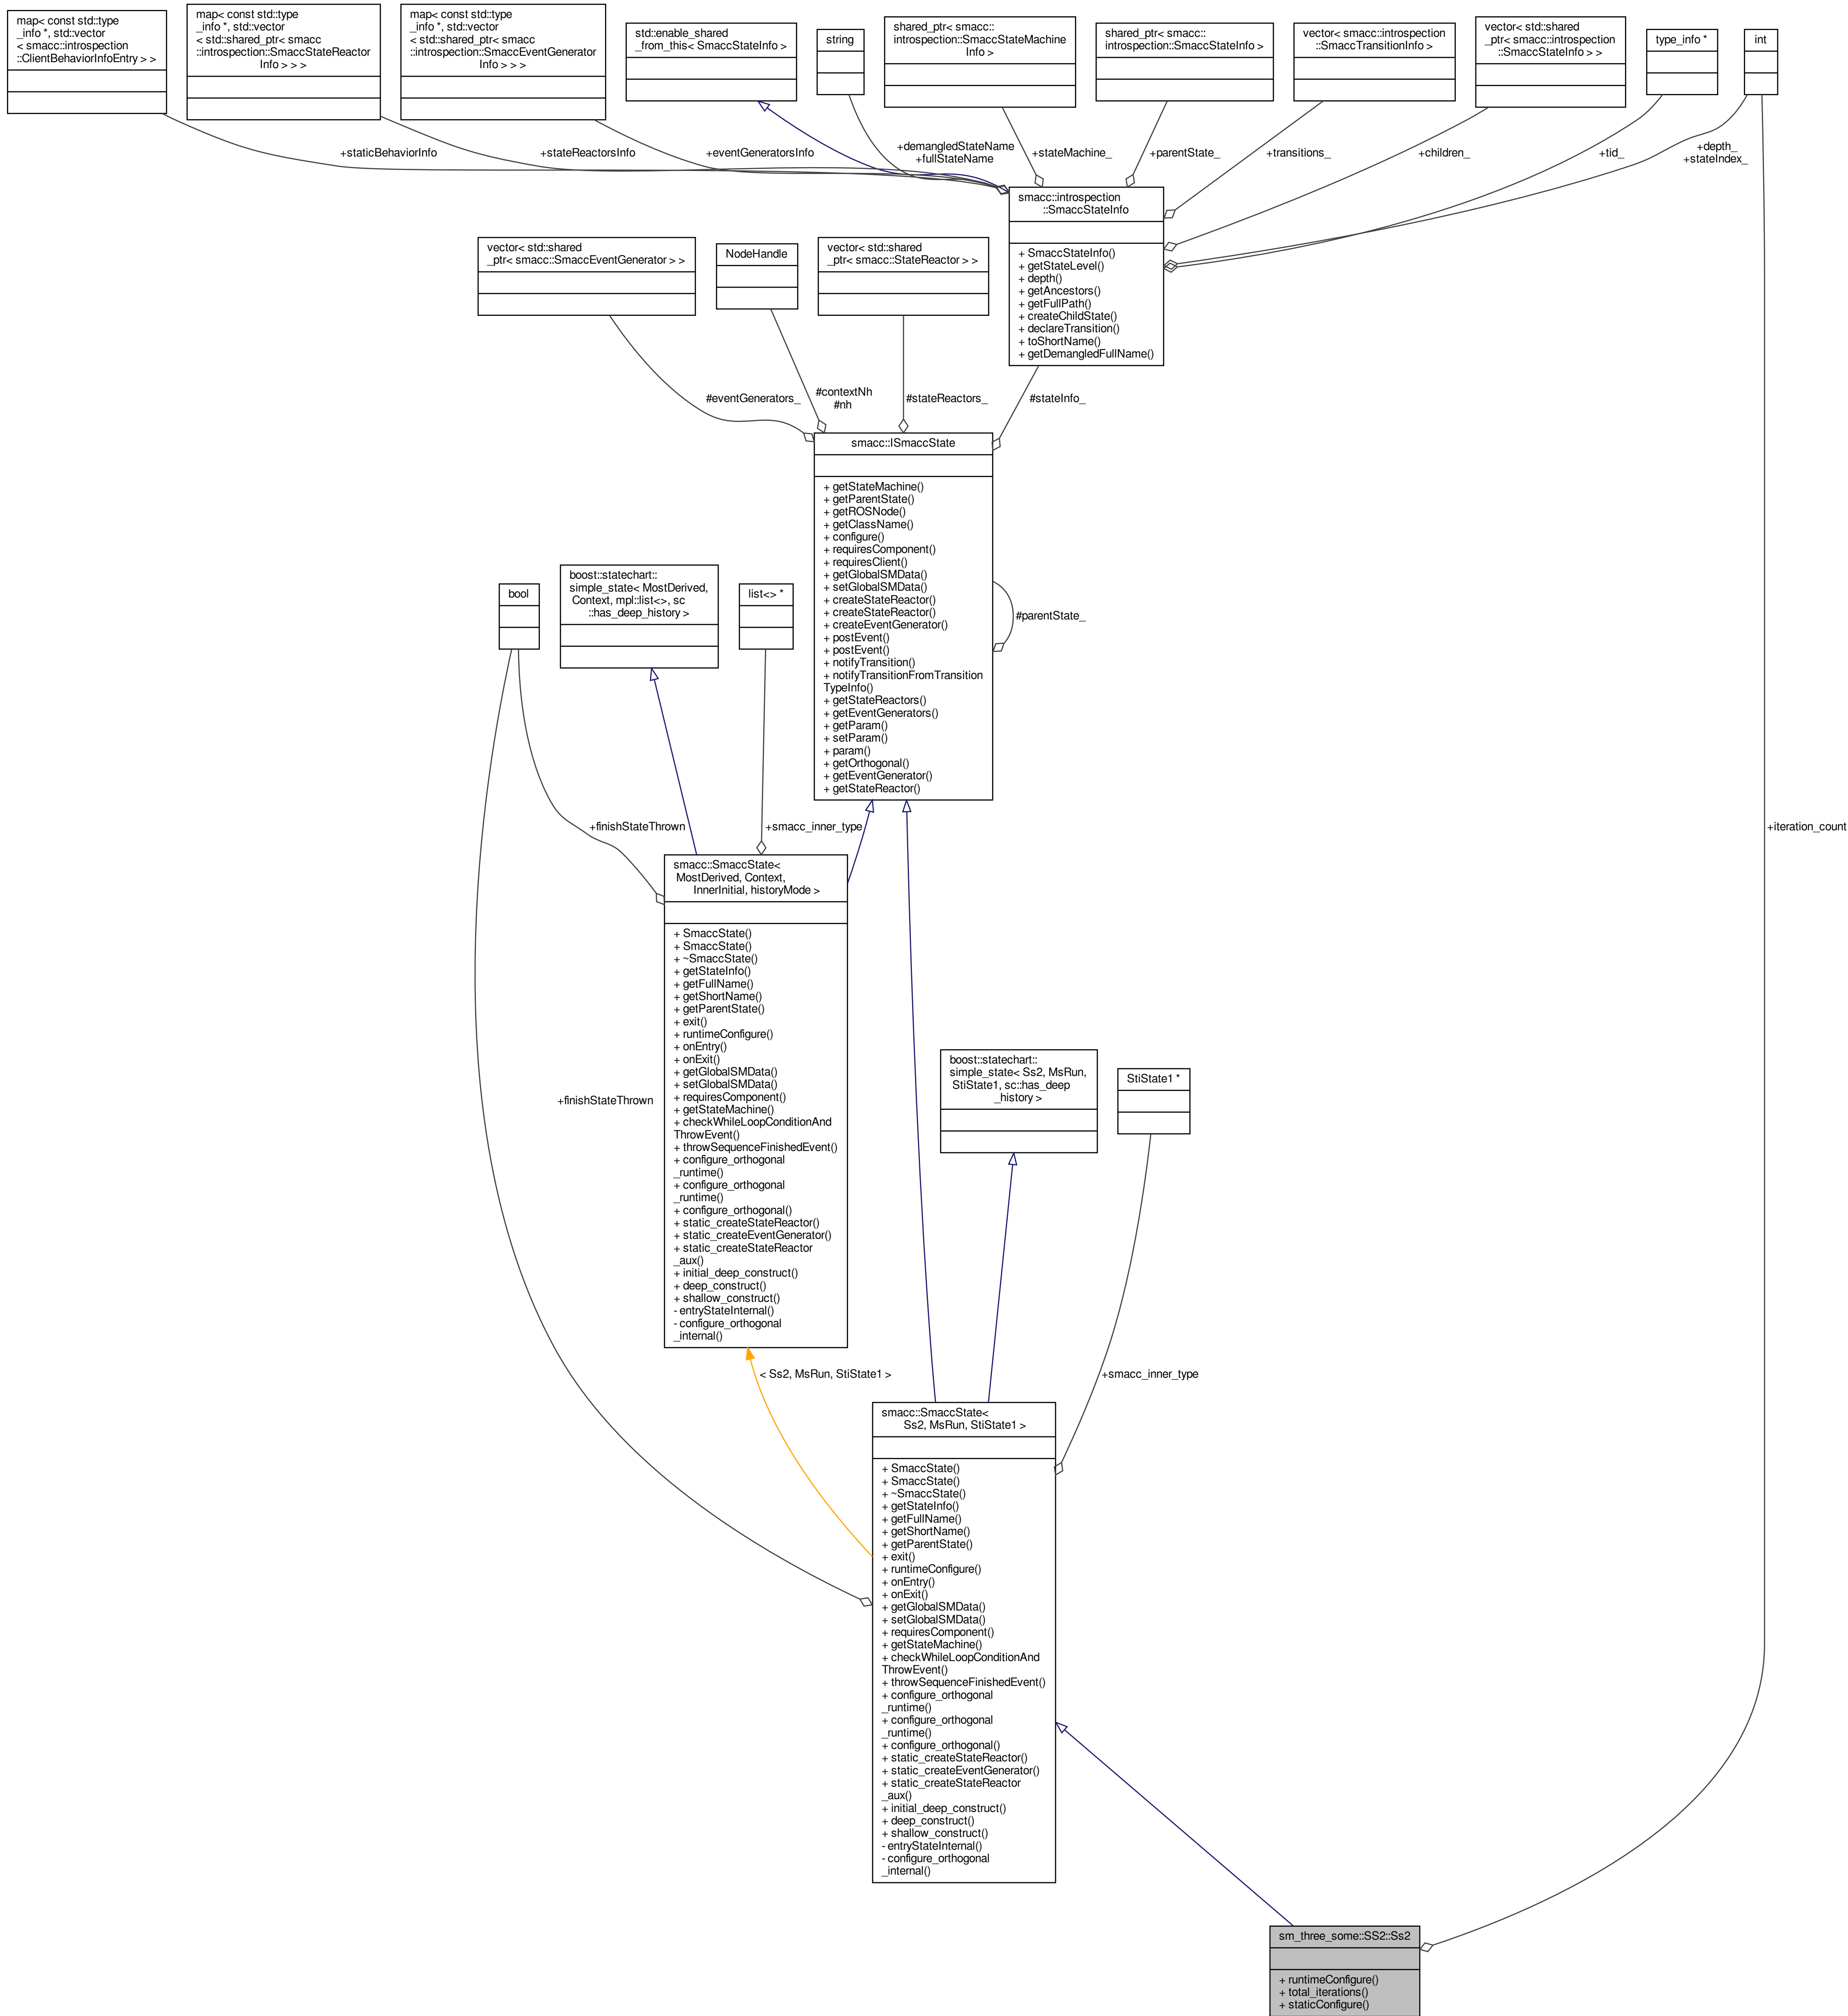 map< const std::type
_info *, std::vector
< smacc::introspection
::ClientBehaviorInfoEntry > >
map< const std::type
_info *, std::vector
< std::shared_ptr< smacc
::introspection::SmaccStateReactor
Info > > >
map< const std::type
_info *, std::vector
< std::shared_ptr< smacc
::introspection::SmaccEventGenerator
Info > > >
std::enable_shared
_from_this< SmaccStateInfo >
string
shared_ptr< smacc::
introspection::SmaccStateMachine
Info >
shared_ptr< smacc::
introspection::SmaccStateInfo >
vector< smacc::introspection
::SmaccTransitionInfo >
vector< std::shared
_ptr< smacc::introspection
::SmaccStateInfo > >
type_info *
int
+staticBehaviorInfo
+stateReactorsInfo
+eventGeneratorsInfo
+demangledStateName
+fullStateName
+stateMachine_
+parentState_
+transitions_
+children_
+tid_
+depth_
+stateIndex_
smacc::introspection
::SmaccStateInfo
+ SmaccStateInfo()
+ getStateLevel()
+ depth()
+ getAncestors()
+ getFullPath()
+ createChildState()
+ declareTransition()
+ toShortName()
+ getDemangledFullName()
vector< std::shared
_ptr< smacc::SmaccEventGenerator > >
NodeHandle
vector< std::shared
_ptr< smacc::StateReactor > >
#eventGenerators_
#contextNh
#nh
#stateReactors_
#stateInfo_
smacc::ISmaccState
+ getStateMachine()
+ getParentState()
+ getROSNode()
+ getClassName()
+ configure()
+ requiresComponent()
+ requiresClient()
+ getGlobalSMData()
+ setGlobalSMData()
+ createStateReactor()
+ createStateReactor()
+ createEventGenerator()
+ postEvent()
+ postEvent()
+ notifyTransition()
+ notifyTransitionFromTransition
TypeInfo()
+ getStateReactors()
+ getEventGenerators()
+ getParam()
+ setParam()
+ param()
+ getOrthogonal()
+ getEventGenerator()
+ getStateReactor()
#parentState_
bool
boost::statechart::
simple_state< MostDerived,
Context, mpl::list<>, sc
::has_deep_history >
list<> *
+finishStateThrown
+smacc_inner_type
+iteration_count
smacc::SmaccState<
MostDerived, Context,
InnerInitial, historyMode >
+ SmaccState()
+ SmaccState()
+ ~SmaccState()
+ getStateInfo()
+ getFullName()
+ getShortName()
+ getParentState()
+ exit()
+ runtimeConfigure()
+ onEntry()
+ onExit()
+ getGlobalSMData()
+ setGlobalSMData()
+ requiresComponent()
+ getStateMachine()
+ checkWhileLoopConditionAnd
ThrowEvent()
+ throwSequenceFinishedEvent()
+ configure_orthogonal
_runtime()
+ configure_orthogonal
_runtime()
+ configure_orthogonal()
+ static_createStateReactor()
+ static_createEventGenerator()
+ static_createStateReactor
_aux()
+ initial_deep_construct()
+ deep_construct()
+ shallow_construct()
- entryStateInternal()
- configure_orthogonal
_internal()
+finishStateThrown
boost::statechart::
simple_state< Ss2, MsRun,
StiState1, sc::has_deep
_history >
StiState1 *
< Ss2, MsRun, StiState1 >
+smacc_inner_type
smacc::SmaccState<
Ss2, MsRun, StiState1 >
+ SmaccState()
+ SmaccState()
+ ~SmaccState()
+ getStateInfo()
+ getFullName()
+ getShortName()
+ getParentState()
+ exit()
+ runtimeConfigure()
+ onEntry()
+ onExit()
+ getGlobalSMData()
+ setGlobalSMData()
+ requiresComponent()
+ getStateMachine()
+ checkWhileLoopConditionAnd
ThrowEvent()
+ throwSequenceFinishedEvent()
+ configure_orthogonal
_runtime()
+ configure_orthogonal
_runtime()
+ configure_orthogonal()
+ static_createStateReactor()
+ static_createEventGenerator()
+ static_createStateReactor
_aux()
+ initial_deep_construct()
+ deep_construct()
+ shallow_construct()
- entryStateInternal()
- configure_orthogonal
_internal()
sm_three_some::SS2::Ss2
+ runtimeConfigure()
+ total_iterations()
+ staticConfigure()